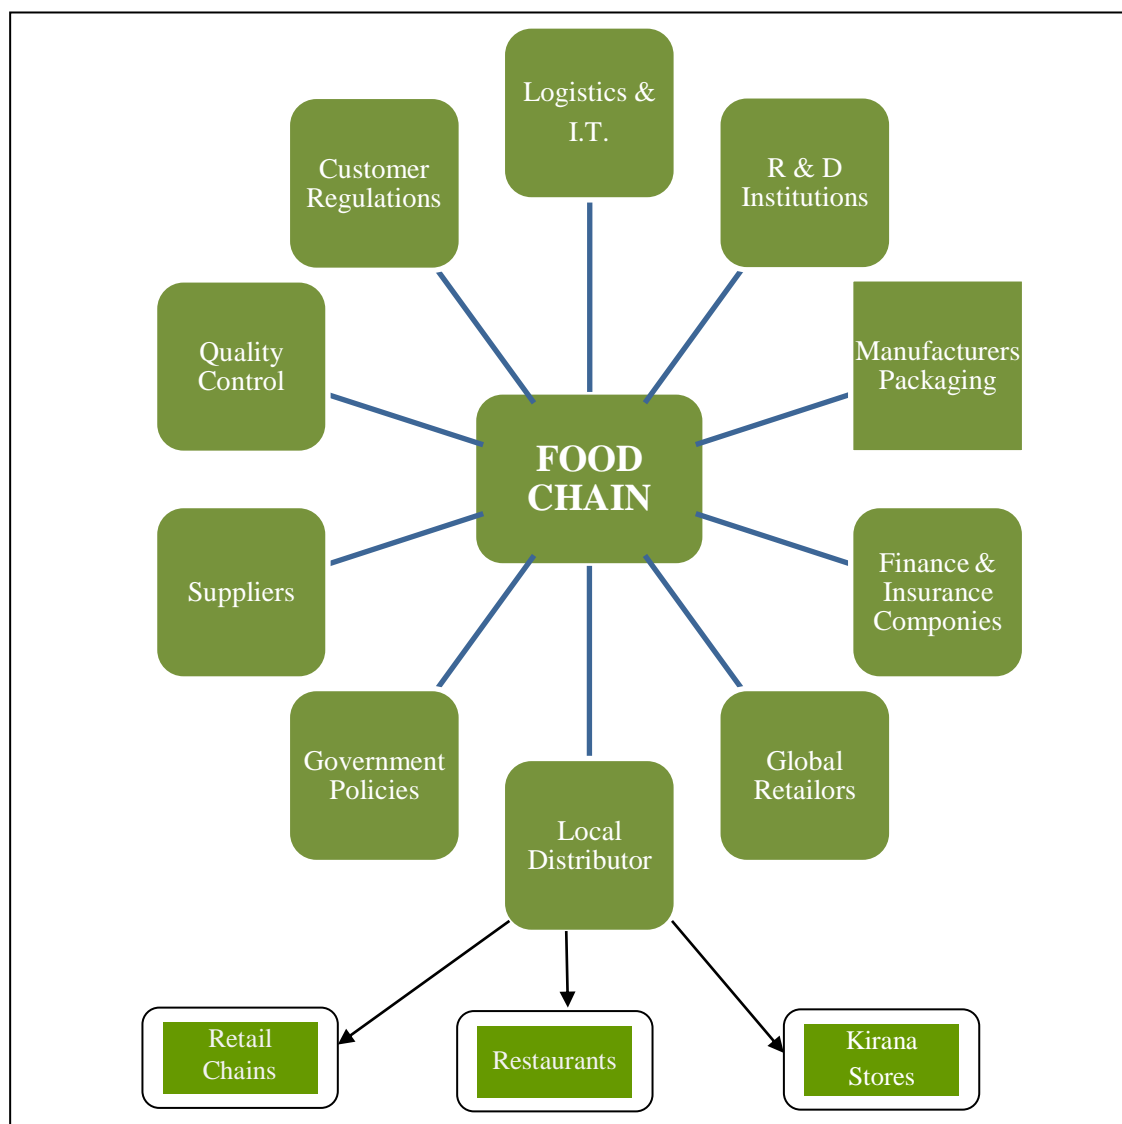 Logistics &
I.T.
Customer
Regulations
R & D
Institutions
Quality
Control
Manufacturers
Packaging
FOOD
CHAIN
Suppliers
Finance &
Insurance
Componies
Government
Policies
Global
Retailors
Local
Distributor
Retail
Chains
Restaurants
Kirana
Stores